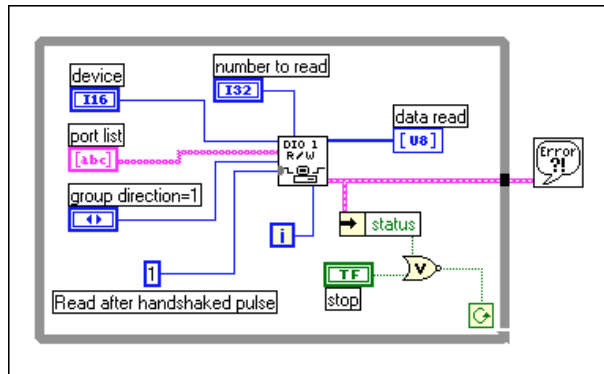 device
I16
number to read
I32
data read
[U8]
port list
[abc]
DIO 1
R/W
Error
?!
group direction=1
i
status
1
TF
V
Read after handshaked pulse
stop